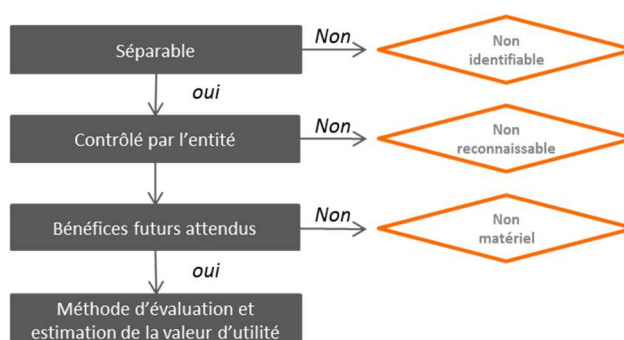 Séparable
Non
Non
identifiable
oui
Contrôlé par l'entité
Non
Non
reconnaissable
Bénéfices futurs attendus
Non
Non
matériel
oui
Méthode d'évaluation et
estimation de la valeur d'utilité